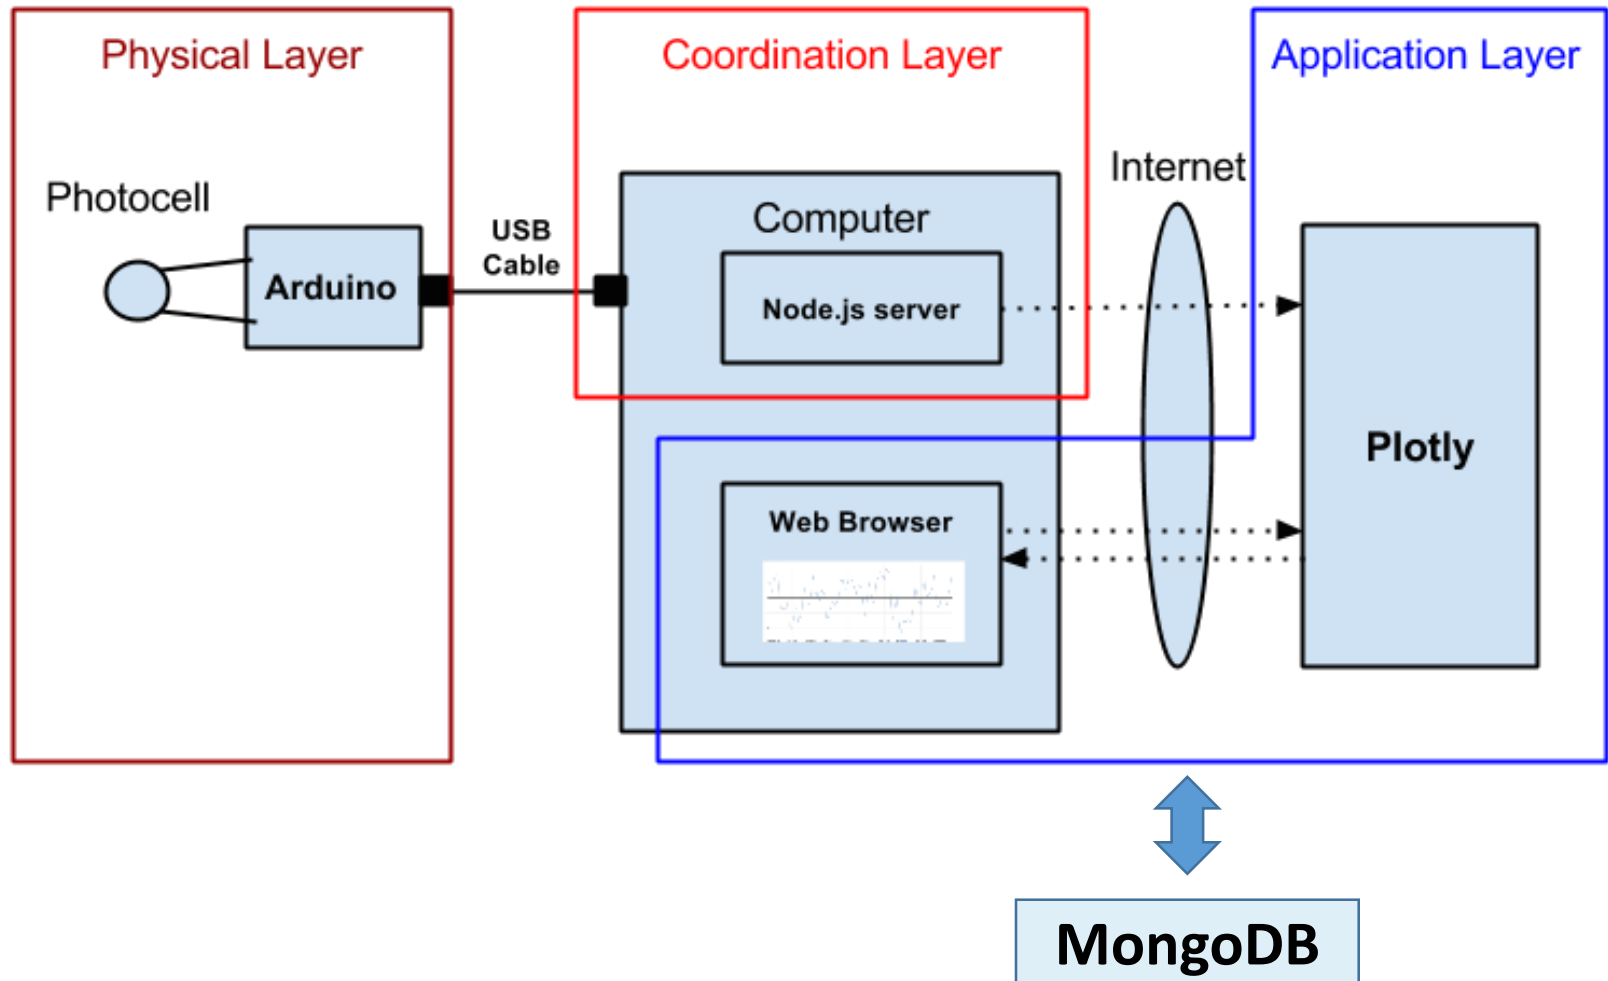 Physical Layer
Coordination Layer
Application Layer
Photocell
Arduino
USB
Cable
Computer
Node.js server
Internet
Plotly
Web Browser
MongoDB